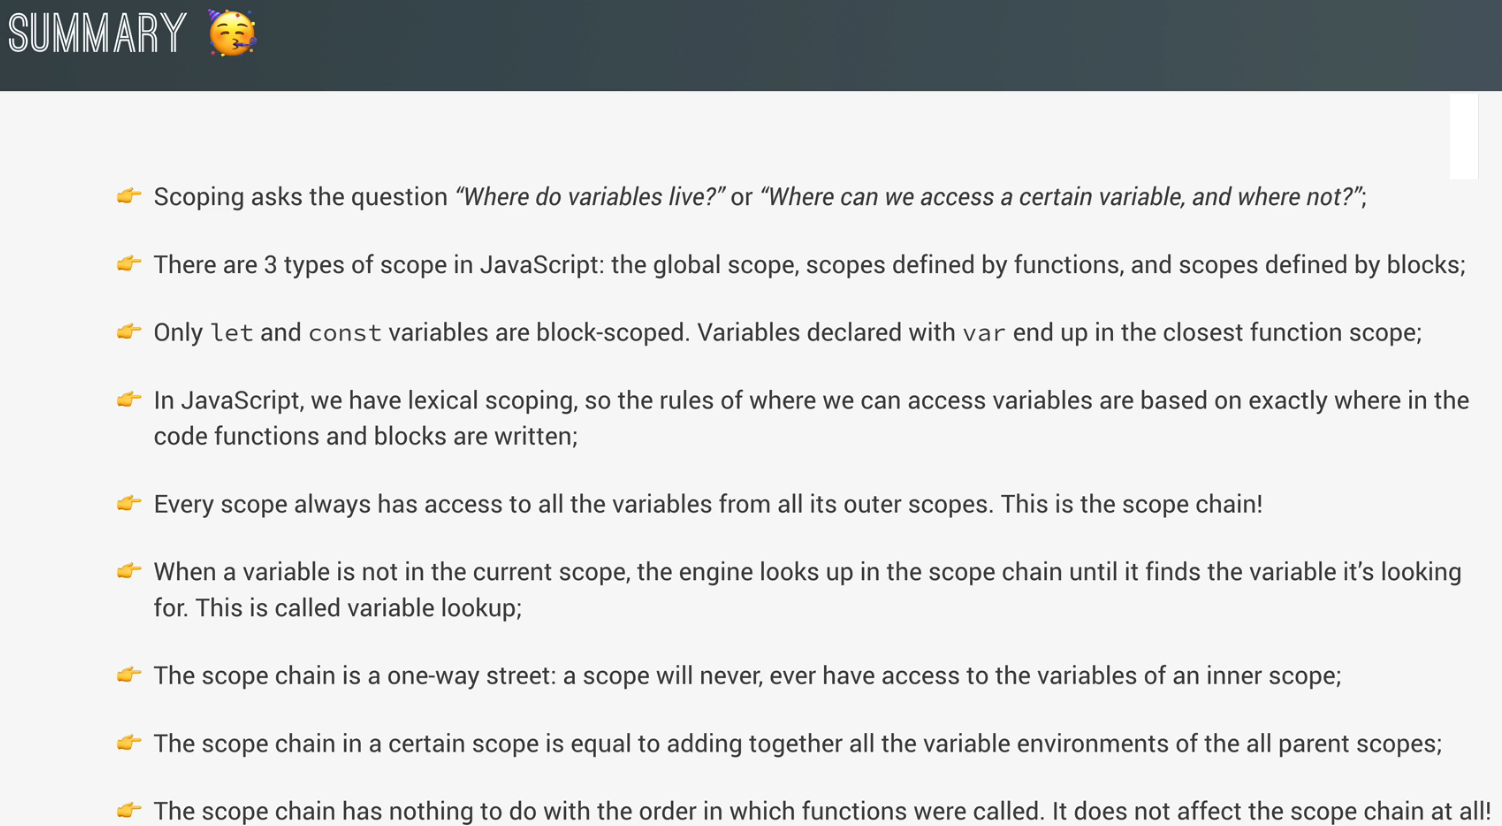 SUMMARY 🥳
👉 Scoping asks the question “Where do variables live?” or “Where can we access a certain variable, and where not?”;
👉 There are 3 types of scope in JavaScript: the global scope, scopes defined by functions, and scopes defined by blocks;
👉 Only let and const variables are block-scoped. Variables declared with var end up in the closest function scope;
👉 In JavaScript, we have lexical scoping, so the rules of where we can access variables are based on exactly where in the
code functions and blocks are written;
👉 Every scope always has access to all the variables from all its outer scopes. This is the scope chain!
👉 When a variable is not in the current scope, the engine looks up in the scope chain until it finds the variable it’s looking
for. This is called variable lookup;
👉 The scope chain is a one-way street: a scope will never, ever have access to the variables of an inner scope;
👉 The scope chain in a certain scope is equal to adding together all the variable environments of the all parent scopes;
👉 The scope chain has nothing to do with the order in which functions were called. It does not affect the scope chain at all!